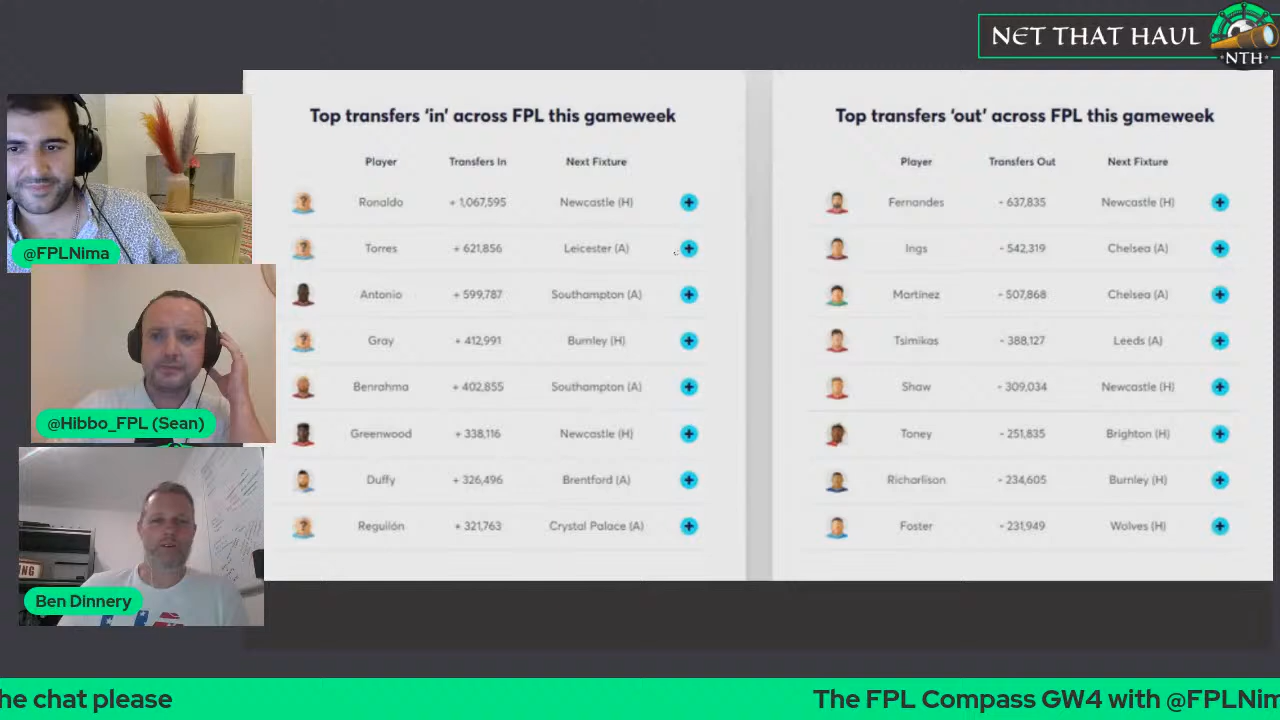 NET THAT HAUL
NTH
@FPLNima
@Hibbo_FPL (Sean)
Ben Dinnery
Top transfers ‘in’ across FPL this gameweek
Player Transfers In Next Fixture
Ronaldo + 1,067,595 Newcastle (H)
Torres + 621,856 Leicester (A)
Antonio + 599,787 Southampton (A)
Gray + 412,991 Burnley (H)
Benrahma + 402,855 Southampton (A)
Greenwood + 338,116 Newcastle (H)
Duffy + 326,496 Brentford (A)
Reguilón + 321,763 Crystal Palace (A)
Top transfers ‘out’ across FPL this gameweek
Player Transfers Out Next Fixture
Fernandes - 637,835 Newcastle (H)
Ings - 542,319 Chelsea (A)
Martínez - 507,868 Chelsea (A)
Tsimikas - 388,127 Leeds (A)
Shaw - 309,034 Newcastle (H)
Toney - 251,835 Brighton (H)
Richarlison - 234,605 Burnley (H)
Foster - 231,949 Wolves (H)
he chat please
The FPL Compass GW4 with @FPLNim